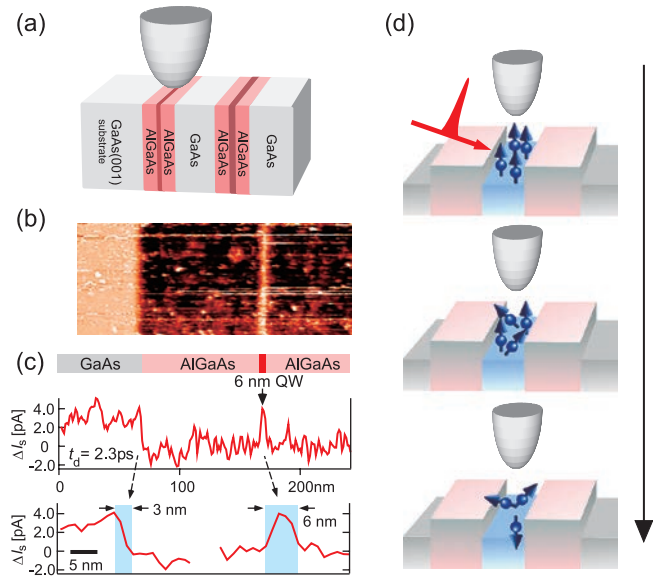 (a)
GaAs(001)
substrate
AlGaAs
AlGaAs
GaAs
AlGaAs
AlGaAs
GaAs
(b)
(c)
GaAs
AlGaAs
AlGaAs
6 nm QW
ΔIs [pA]
4.0
2.0
0
-2.0
td = 2.3ps
0
100
200nm
ΔIs [pA]
4.0
2.0
0
-2.0
3 nm
6 nm
5 nm
(d)